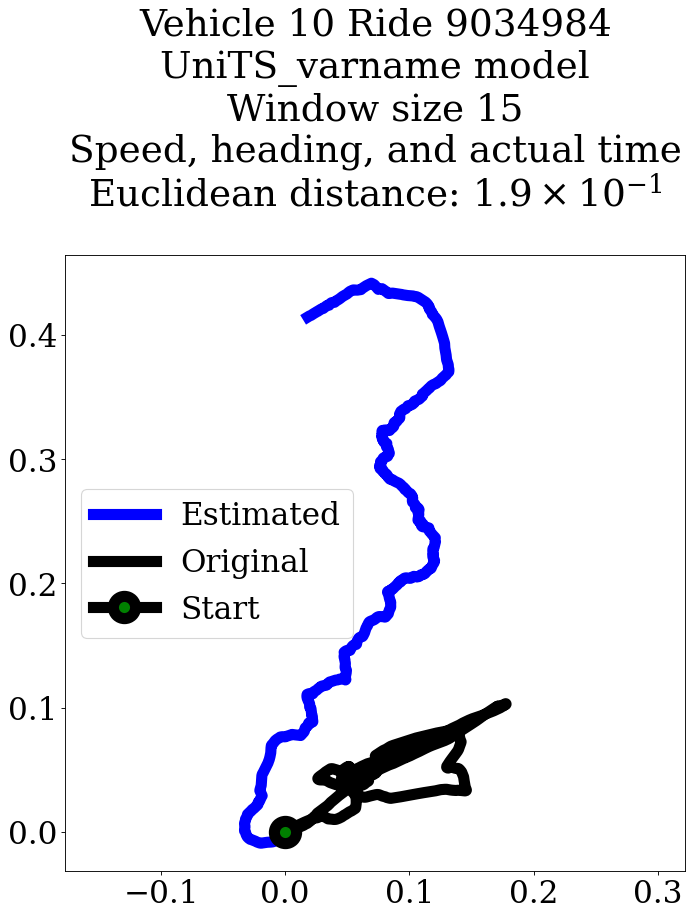 Vehicle 10 Ride 9034984
UniTS_varname model
Window size 15
Speed, heading, and actual time
Euclidean distance: 1.9 × 10⁻¹
0.4
0.3
Estimated
Original
0.2
Start
0.1
0.0
−0.1 0.0 0.1 0.2 0.3